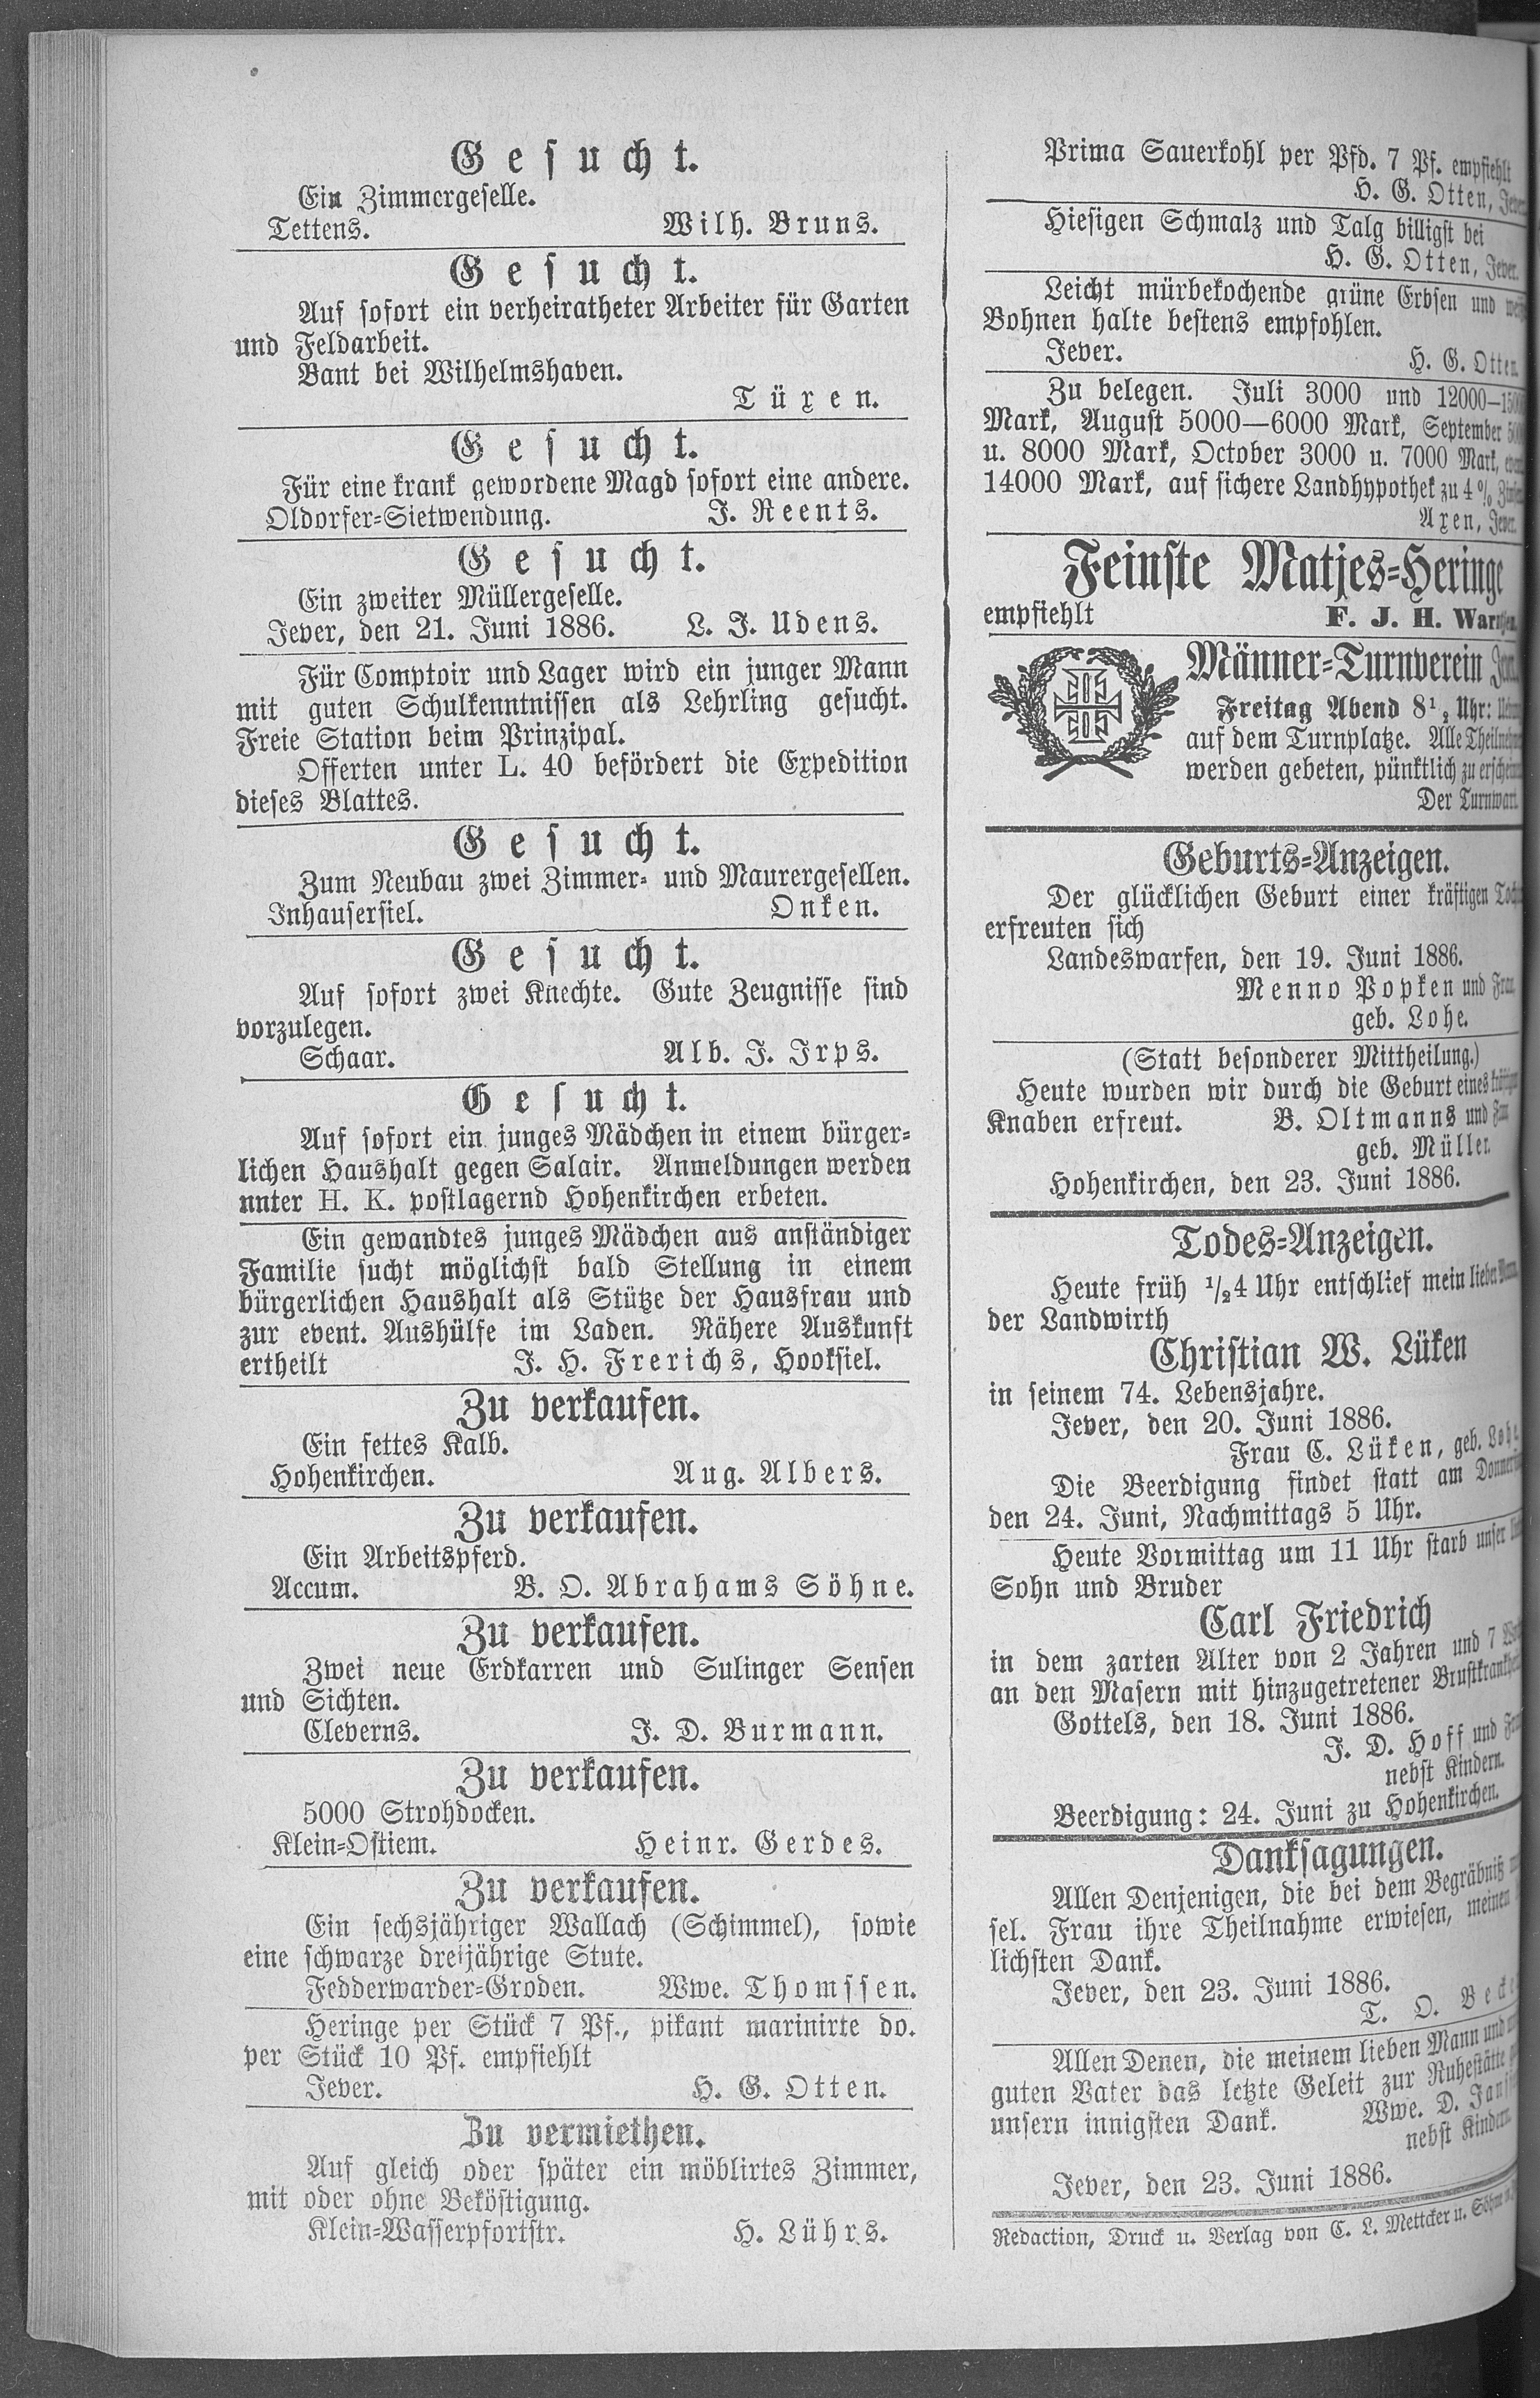 Gesucht.
Ein Zimmergeselle.
Tettens. Wilh. Bruns.
Gesucht.
Auf sofort ein verheiratheter Arbeiter für Garten
und Feldarbeit.
Bant bei Wilhelmshaven.
Tüxen.
Gesucht.
Für eine krank gewordene Magd sofort eine andere.
Oldorfer-Sietwendung. J. Reents.
Gesucht.
Ein zweiter Müllergeselle.
Jever, den 21. Juni 1886. L. J. Udens.
Für Comptoir und Lager wird ein junger Mann
mit guten Schulkenntnissen als Lehrling gesucht.
Freie Station beim Prinzipal.
Offerten unter L. 40 befördert die Expedition
dieses Blattes.
Gesucht.
Zum Neubau zwei Zimmer- und Maurergesellen.
Inhausersiel. Onken.
Gesucht.
Auf sofort zwei Knechte. Gute Zeugnisse sind
vorzulegen.
Schaar. Alb. J. Irps.
Gesucht.
Auf sofort ein junges Mädchen in einem bürger-
lichen Haushalt gegen Salair. Anmeldungen werden
unter H. K. postlagernd Hohenkirchen erbeten.
Ein gewandtes junges Mädchen aus anständiger
Familie sucht möglichst bald Stellung in einem
bürgerlichen Haushalt als Stütze der Hausfrau und
zur event. Aushülfe im Laden. Nähere Auskunft
ertheilt J. H. Frerichs, Hooksiel.
Zu verkaufen.
Ein fettes Kalb.
Hohenkirchen. Aug. Albers.
Zu verkaufen.
Ein Arbeitspferd.
Accum. B. O. Abrahams Söhne.
Zu verkaufen.
Zwei neue Erdkarren und Sulinger Sensen
und Sichten.
Cleverns. J. D. Burmann.
Zu verkaufen.
5000 Strohdocken.
Klein-Ostiem. Heinr. Gerdes.
Zu verkaufen.
Ein sechsjähriger Wallach (Schimmel), sowie
eine schwarze dreijährige Stute.
Fedderwarder-Groden. Wwe. Thomssen.
Heringe per Stück 7 Pf., pikant marinirte do.
per Stück 10 Pf. empfiehlt
Jever. H. G. Otten.
Zu vermiethen.
Auf gleich oder später ein möblirtes Zimmer,
mit oder ohne Beköstigung.
Klein-Wasserpfortstr. H. Lührs.
Prima Sauerkohl per Pfd. 7 Pf. empfiehlt
H. G. Otten, Jever.
Hiesigen Schmalz und Talg billigst bei
H. G. Otten, Jever.
Leicht mürbekochende grüne Erbsen und
Bohnen halte bestens empfohlen.
Jever. H. G. Otten.
Zu belegen. Juli 3000 und 12000—
Mark, August 5000—6000 Mark, September
u. 8000 Mark, October 3000 u. 7000 Mark,
14000 Mark, auf sichere Landhypothek zu 4%
Axen, Jever.
Feinste Matjes-Heringe
empfiehlt F. J. H.
Männer-Turnverein
Freitag Abend 8½ Uhr:
auf dem Turnplatze. Alle
werden gebeten, pünktlich zu
Der Turnwart.
Geburts-Anzeigen.
Der glücklichen Geburt einer kräftigen
erfreuten sich
Landeswarfen, den 19. Juni 1886.
Menno Popken und Frau,
geb. Lohe.
(Statt besonderer Mittheilung.)
Heute wurden wir durch die Geburt eines
Knaben erfreut. B. Oltmanns und Frau
geb. Müller.
Hohenkirchen, den 23. Juni 1886.
Todes-Anzeigen.
Heute früh ½4 Uhr entschlief mein lieber
der Landwirth
Christian W. Lüken
in seinem 74. Lebensjahre.
Jever, den 20. Juni 1886.
Frau C. Lüken, geb. Lohe.
Die Beerdigung findet statt am
den 24. Juni, Nachmittags 5 Uhr.
Heute Vormittag um 11 Uhr starb unser
Sohn und Bruder
Carl Friedrich
in dem zarten Alter von 2 Jahren und 7
an den Masern mit hinzugetretener
Gottels, den 18. Juni 1886.
J. D. Hoff und
nebst Kindern.
Beerdigung: 24. Juni zu Hohenkirchen.
Danksagungen.
Allen Denjenigen, die bei dem Begräbniß
sel. Frau ihre Theilnahme erwiesen, meinen
lichsten Dank.
Jever, den 23. Juni 1886.
T. O.
Allen Denen, die meinem lieben Mann und
guten Vater das letzte Geleit zur Ruhestätte
unsern innigsten Dank. Wwe. D.
nebst Kindern.
Jever, den 23. Juni 1886.
Redaction, Druck u. Verlag von C. L. Mettcker u. Söhne